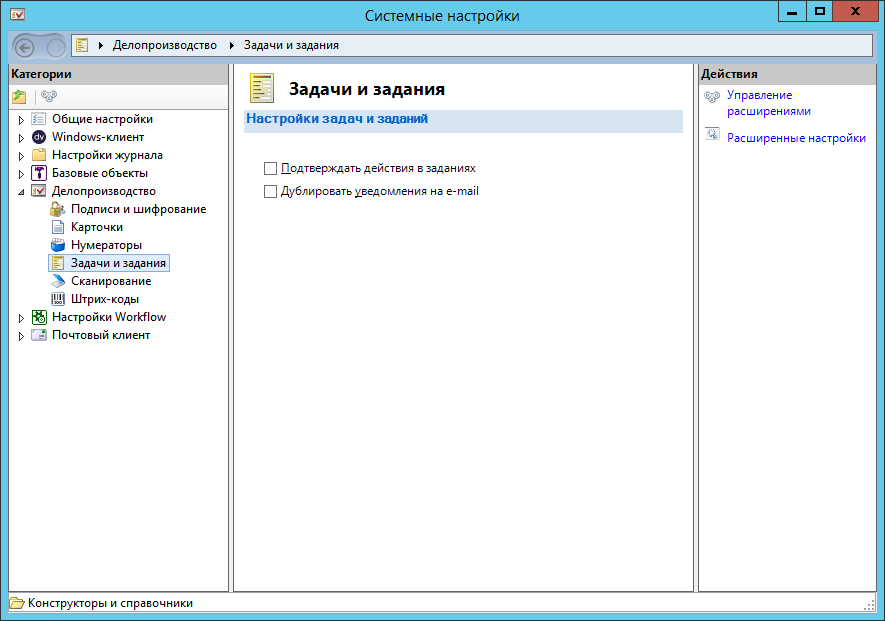 Системные настройки
Делопроизводство Задачи и задания
Категории
Общие настройки
dv Windows-клиент
Настройки журнала
Базовые объекты
Делопроизводство
Подписи и шифрование
Карточки
Нумераторы
Задачи и задания
Сканирование
Штрих-коды
Настройки Workflow
Почтовый клиент
Задачи и задания
Настройки задач и заданий
Подтверждать действия в заданиях
Дублировать уведомления на e-mail
Действия
Управление
расширениями
Расширенные настройки
Конструкторы и справочники